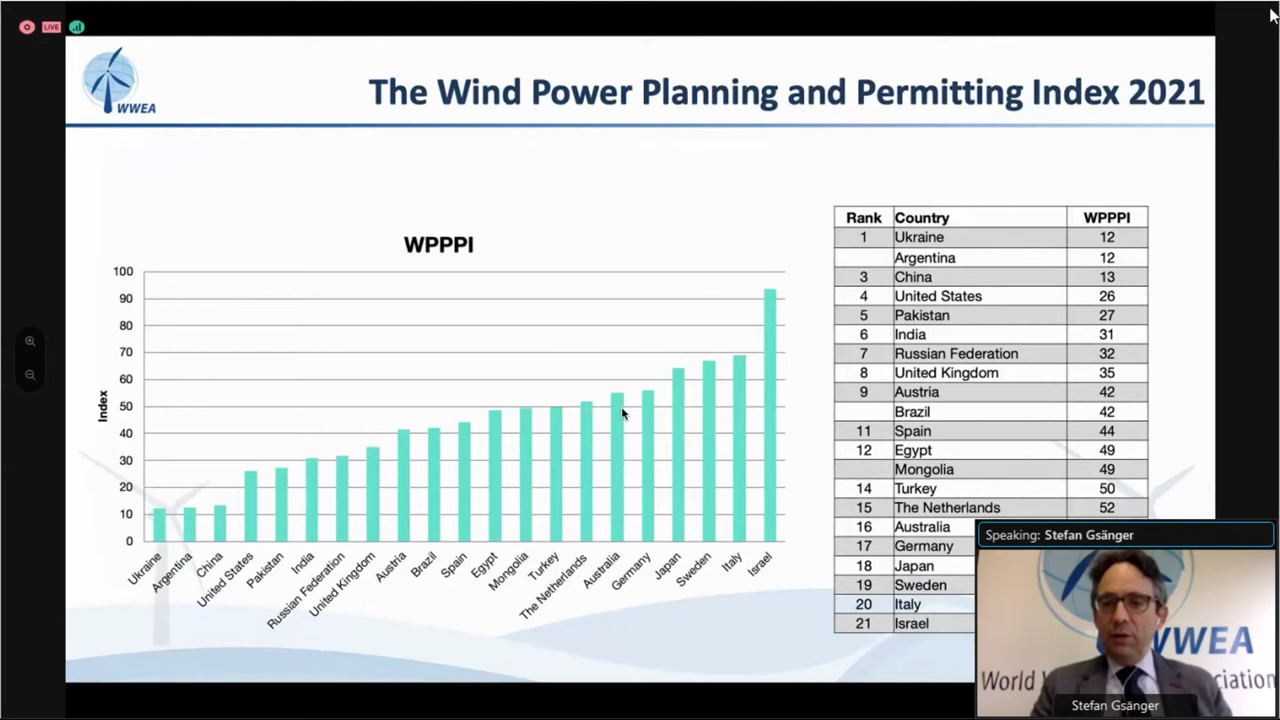 LIVE
WWEA
The Wind Power Planning and Permitting Index 2021
WPPPI
Index
100
90
80
70
60
50
40
30
20
10
0
Ukraine
Argentina
China
United States
Pakistan
India
Russian Federation
United Kingdom
Austria
Brazil
Spain
Egypt
Mongolia
Turkey
The Netherlands
Australia
Germany
Japan
Sweden
Italy
Israel
Rank Country WPPPI
1 Ukraine 12
Argentina 12
3 China 13
4 United States 26
5 Pakistan 27
6 India 31
7 Russian Federation 32
8 United Kingdom 35
9 Austria 42
Brazil 42
11 Spain 44
12 Egypt 49
Mongolia 49
14 Turkey 50
15 The Netherlands 52
16 Australia
17 Germany
18 Japan
19 Sweden
20 Italy
21 Israel
Speaking: Stefan Gsänger
WWEA
World
Stefan Gsänger